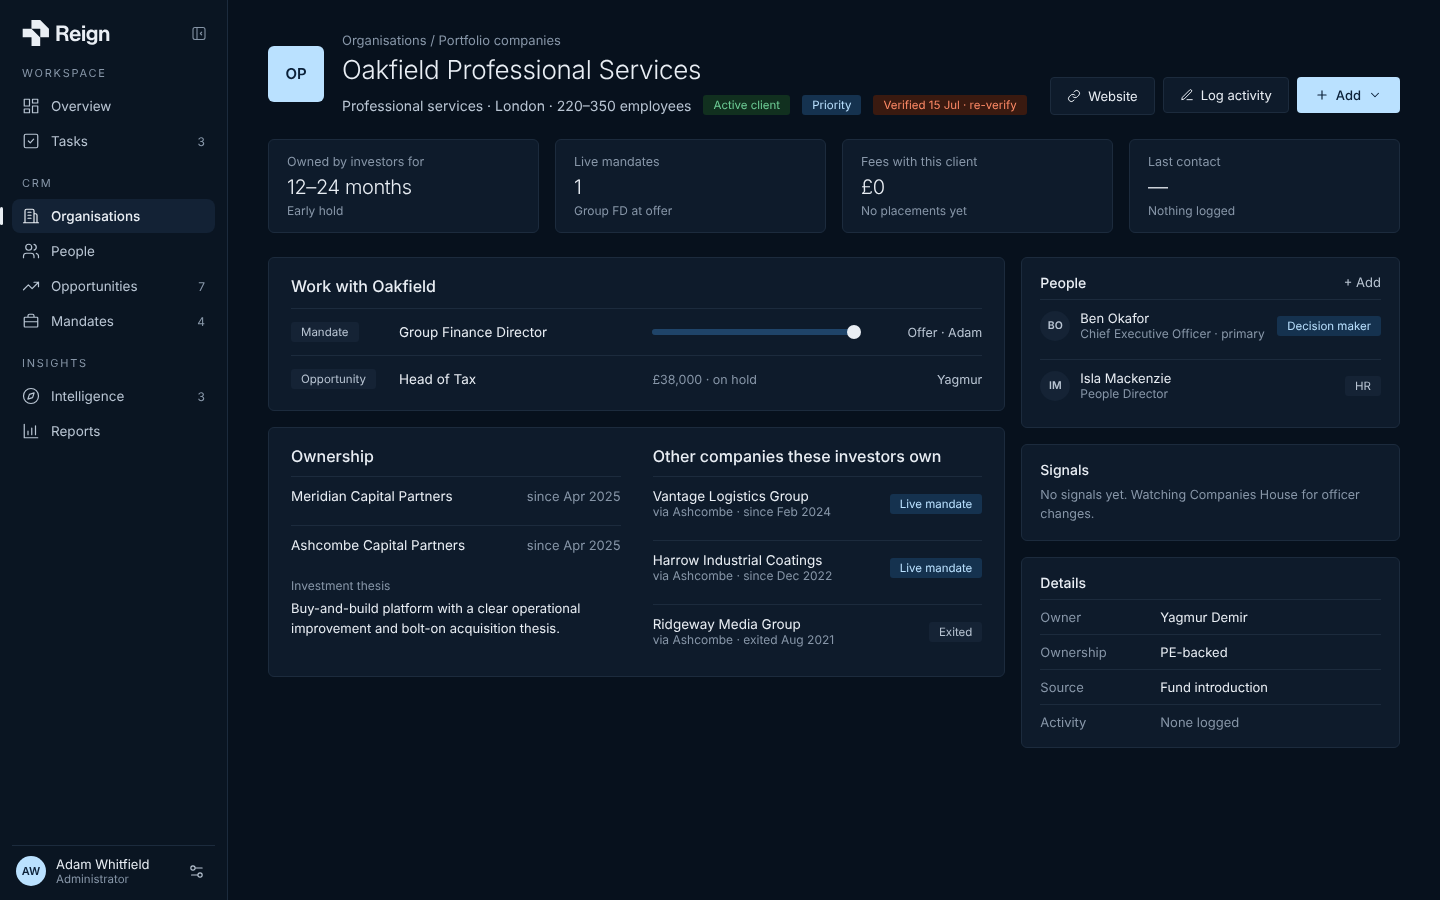 Reign
WORKSPACE
Overview
Tasks 3
CRM
Organisations
People
Opportunities 7
Mandates 4
INSIGHTS
Intelligence 3
Reports
AW
Adam Whitfield
Administrator
Organisations / Portfolio companies
OP
Oakfield Professional Services
Professional services · London · 220–350 employees Active client Priority Verified 15 Jul · re-verify
Website Log activity + Add
Owned by investors for
12–24 months
Early hold
Live mandates
1
Group FD at offer
Fees with this client
£0
No placements yet
Last contact
—
Nothing logged
Work with Oakfield
Mandate Group Finance Director Offer · Adam
Opportunity Head of Tax £38,000 · on hold Yagmur
Ownership
Meridian Capital Partners since Apr 2025
Ashcombe Capital Partners since Apr 2025
Investment thesis
Buy-and-build platform with a clear operational
improvement and bolt-on acquisition thesis.
Other companies these investors own
Vantage Logistics Group
via Ashcombe · since Feb 2024
Live mandate
Harrow Industrial Coatings
via Ashcombe · since Dec 2022
Live mandate
Ridgeway Media Group
via Ashcombe · exited Aug 2021
Exited
People + Add
BO
Ben Okafor
Chief Executive Officer · primary
Decision maker
IM
Isla Mackenzie
People Director
HR
Signals
No signals yet. Watching Companies House for officer
changes.
Details
Owner Yagmur Demir
Ownership PE-backed
Source Fund introduction
Activity None logged